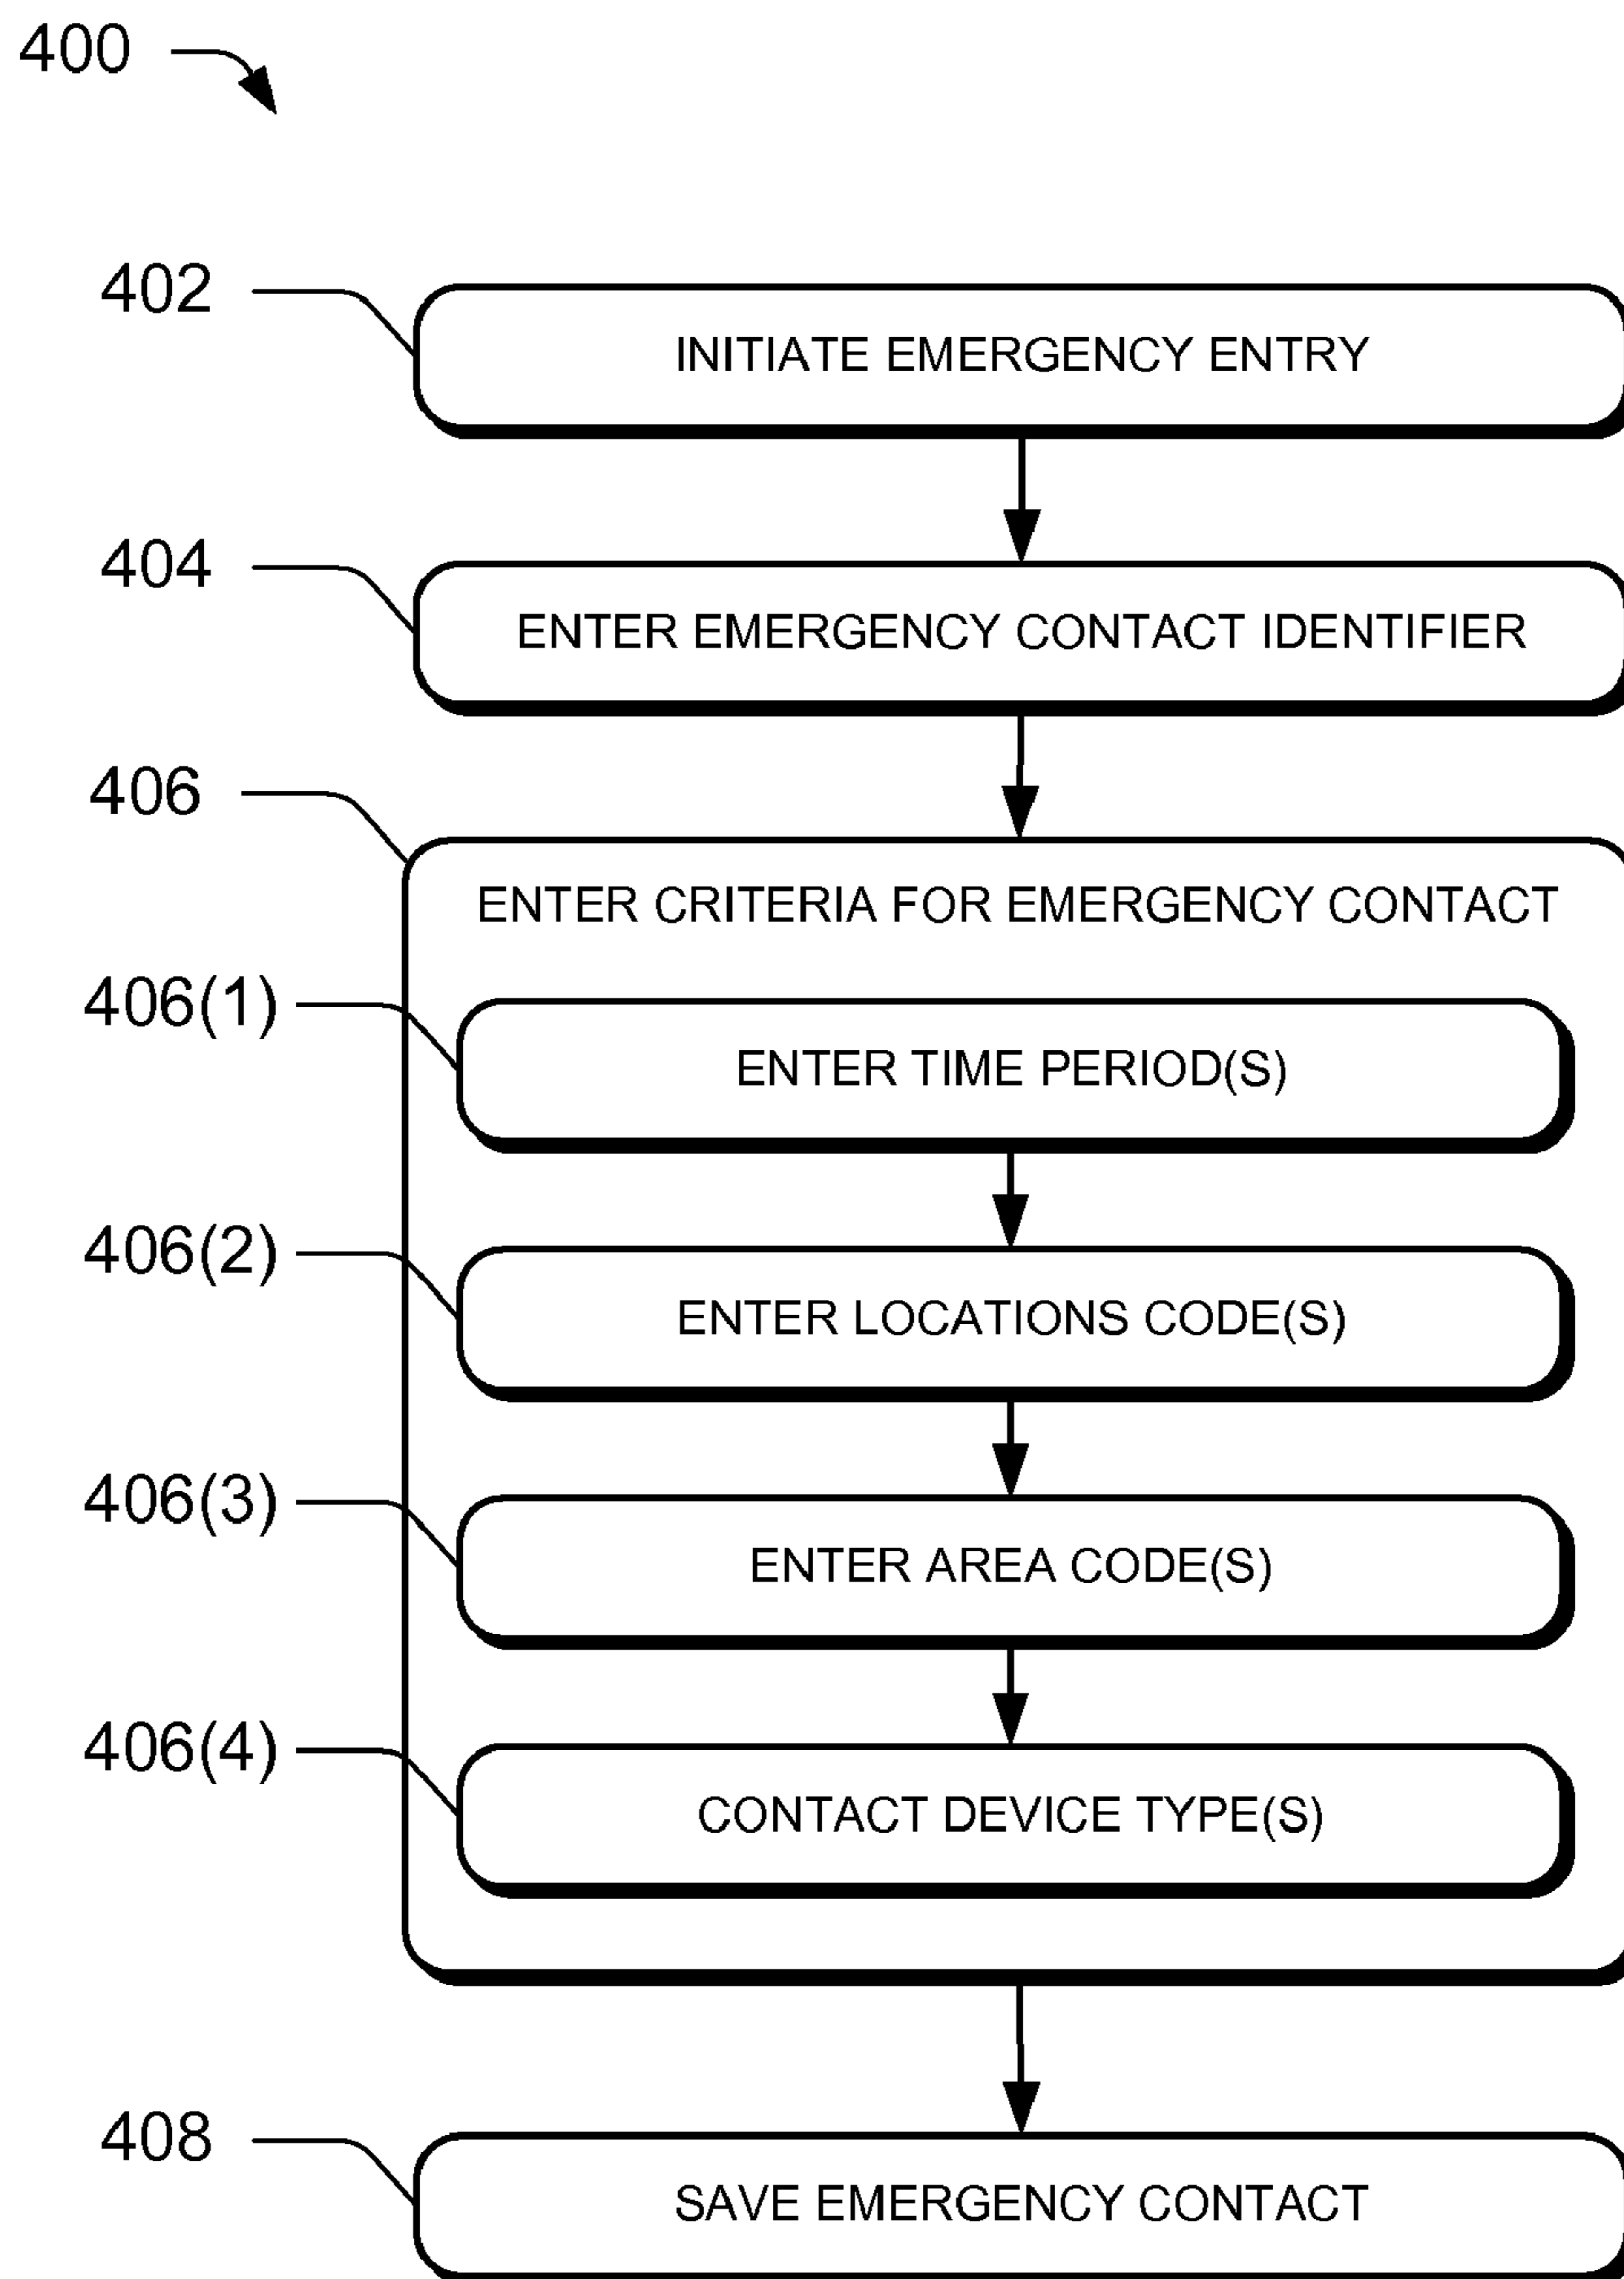 400
402
INITIATE EMERGENCY ENTRY
404
ENTER EMERGENCY CONTACT IDENTIFIER
406
ENTER CRITERIA FOR EMERGENCY CONTACT
406(1)
ENTER TIME PERIOD(S)
406(2)
ENTER LOCATIONS CODE(S)
406(3)
ENTER AREA CODE(S)
406(4)
CONTACT DEVICE TYPE(S)
408
SAVE EMERGENCY CONTACT